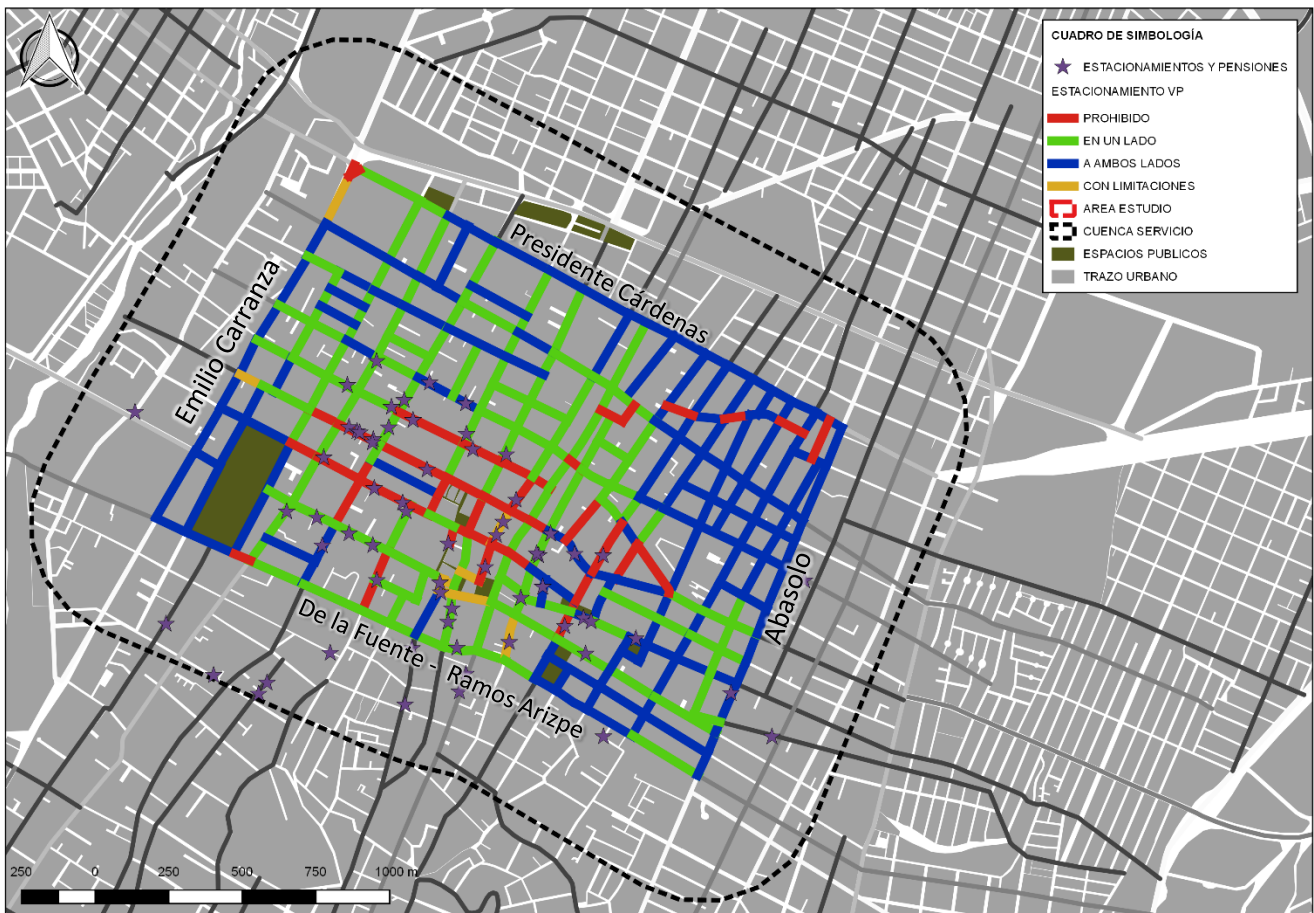 CUADRO DE SIMBOLOGÍA
ESTACIONAMIENTOS Y PENSIONES
ESTACIONAMIENTO VP
PROHIBIDO
EN UN LADO
A AMBOS LADOS
CON LIMITACIONES
AREA ESTUDIO
CUENCA SERVICIO
ESPACIOS PUBLICOS
TRAZO URBANO
Presidente Cárdenas
Emilio Carranza
Abasolo
De la Fuente - Ramos Arizpe
250 0 250 500 750 1000 m